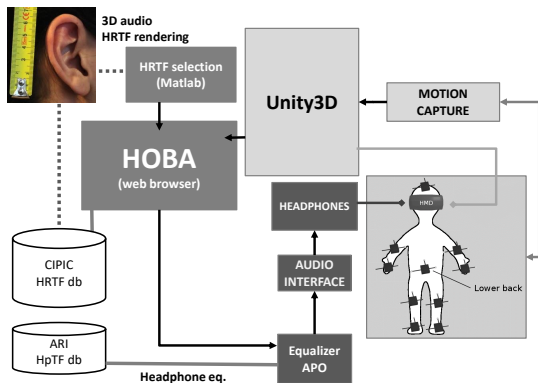 3D audio
HRTF rendering
HRTF selection
(Matlab)
Unity3D
MOTION
CAPTURE
HOBA
(web browser)
HEADPHONES
HMD
CIPIC
HRTF db
AUDIO
INTERFACE
Lower back
ARI
HpTF db
Equalizer
APO
Headphone eq.